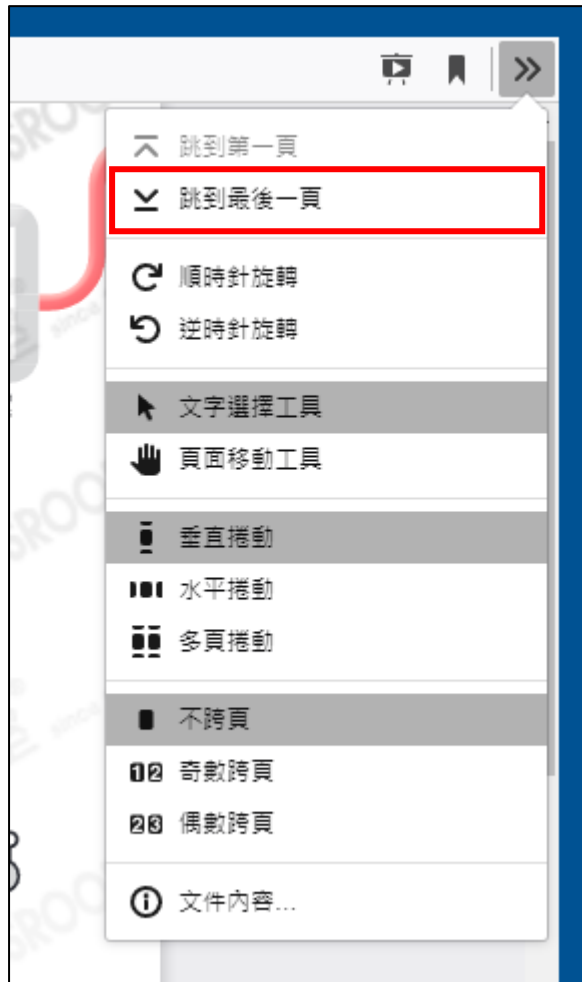 跳到第一頁
跳到最後一頁
順時針旋轉
逆時針旋轉
文字選擇工具
頁面移動工具
垂直捲動
水平捲動
多頁捲動
不跨頁
奇數跨頁
偶數跨頁
文件內容...